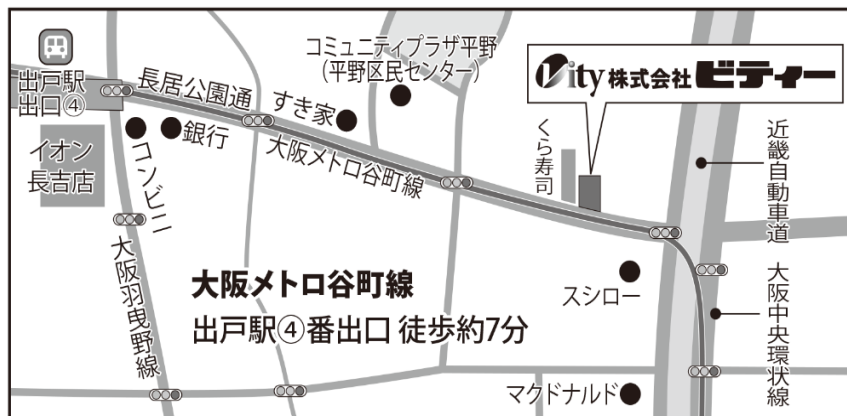 出戸駅
出口④
長居公園通
コミュニティプラザ平野
(平野区民センター)
すき家
Vity 株式会社ビティー
イオン
長吉店
コンビニ
銀行
大阪メトロ谷町線
くら寿司
近畿自動車道
大阪羽曳野線
大阪メトロ谷町線
出戸駅④番出口 徒歩約7分
スシロー
大阪中央環状線
マクドナルド